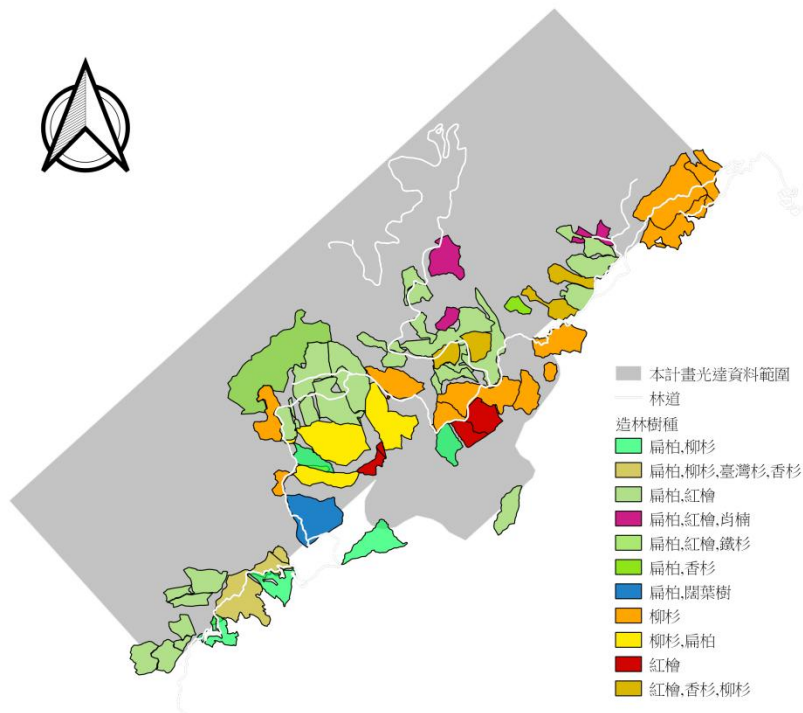 本計畫光達資料範圍
林道
造林樹種
扁柏,柳杉
扁柏,柳杉,臺灣杉,香杉
扁柏,紅檜
扁柏,紅檜,肖楠
扁柏,紅檜,鐵杉
扁柏,香杉
扁柏,闊葉樹
柳杉
柳杉,扁柏
紅檜
紅檜,香杉,柳杉